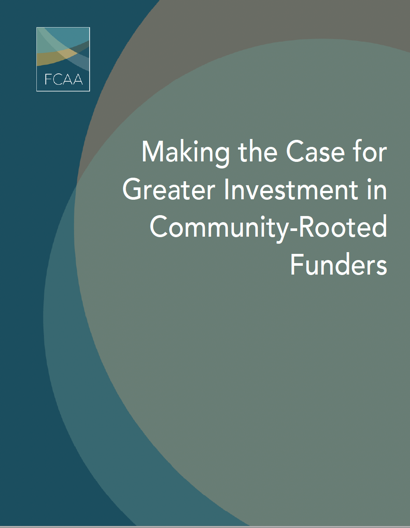 FCAA
Making the Case for
Greater Investment in
Community-Rooted
Funders